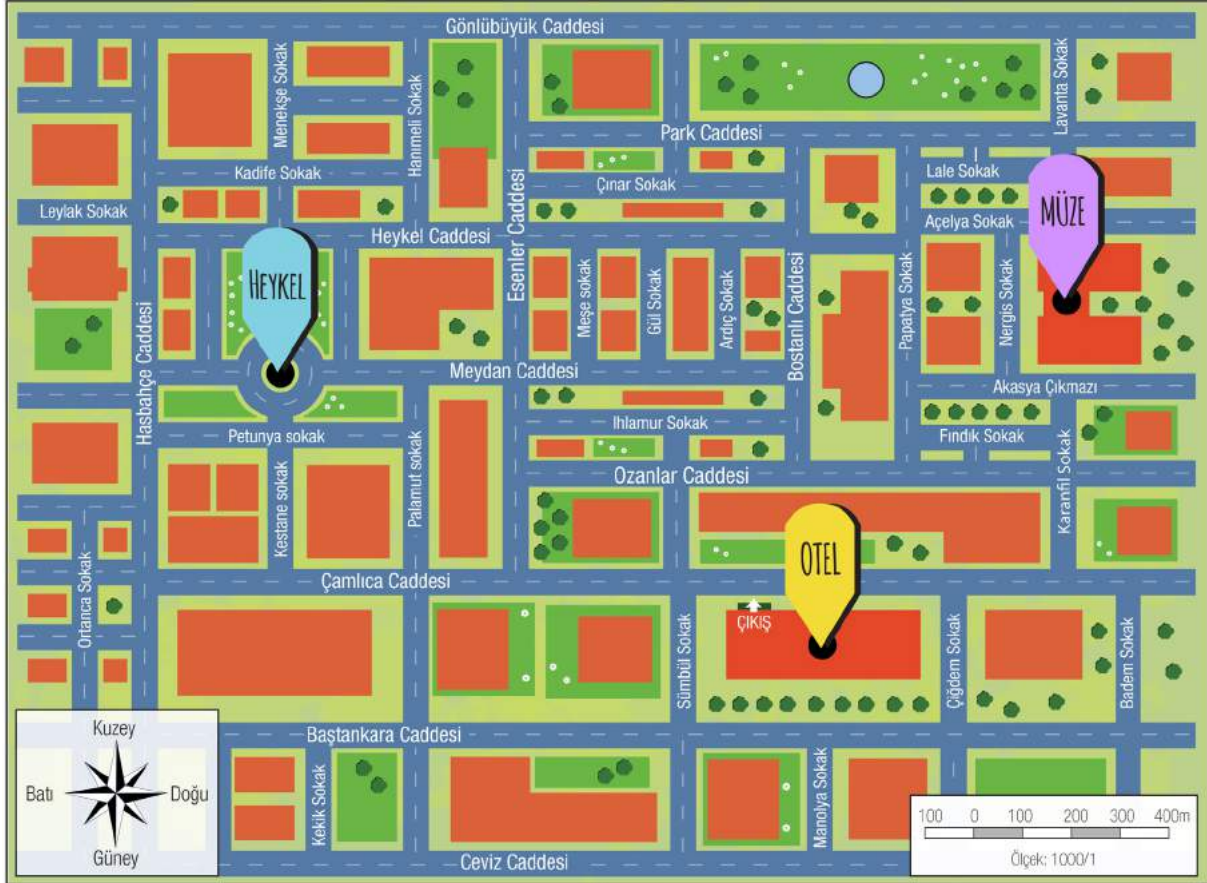 Gönlübüyük Caddesi
Menekşe Sokak
Hanımeli Sokak
Lavanta Sokak
Park Caddesi
Kadife Sokak
Çınar Sokak
Lale Sokak
Leylak Sokak
Açelya Sokak
MÜZE
Heykel Caddesi
Esenler Caddesi
HEYKEL
Hasbahçe Caddesi
Meşe sokak
Gül Sokak
Ardıç Sokak
Bostanlı Caddesi
Papatya Sokak
Nergis Sokak
Meydan Caddesi
Akasya Çıkmazı
Petunya sokak
Ihlamur Sokak
Fındık Sokak
Kestane sokak
Palamut sokak
Ozanlar Caddesi
Karanfil Sokak
OTEL
Çamlıca Caddesi
Ortanca Sokak
ÇIKIŞ
Sümbül Sokak
Çiğdem Sokak
Badem Sokak
Baştankara Caddesi
Kuzey
Batı
Doğu
Güney
Kekik Sokak
Manolya Sokak
100 0 100 200 300 400m
Ölçek: 1000/1
Ceviz Caddesi